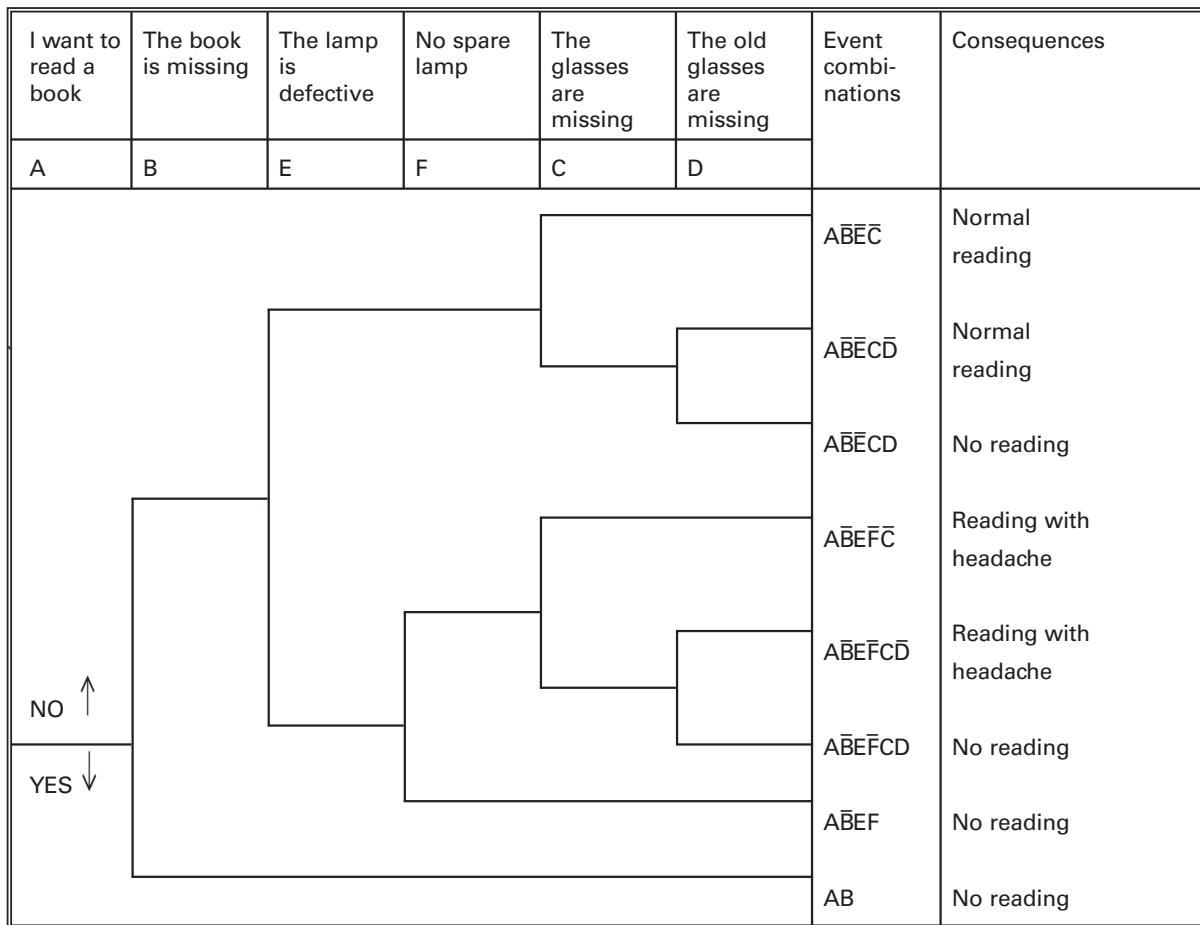 I want to
read a
book
The book
is missing
The lamp
is
defective
No spare
lamp
The
glasses
are
missing
The old
glasses
are
missing
Event
combi-
nations
Consequences
A
B
E
F
C
D
AB̅E̅C̅
Normal
reading
AB̅E̅CD̅
Normal
reading
AB̅E̅CD
No reading
AB̅EF̅C̅
Reading with
headache
AB̅EF̅CD̅
Reading with
headache
NO ↑
AB̅EF̅CD
No reading
YES ↓
AB̅EF
No reading
AB
No reading